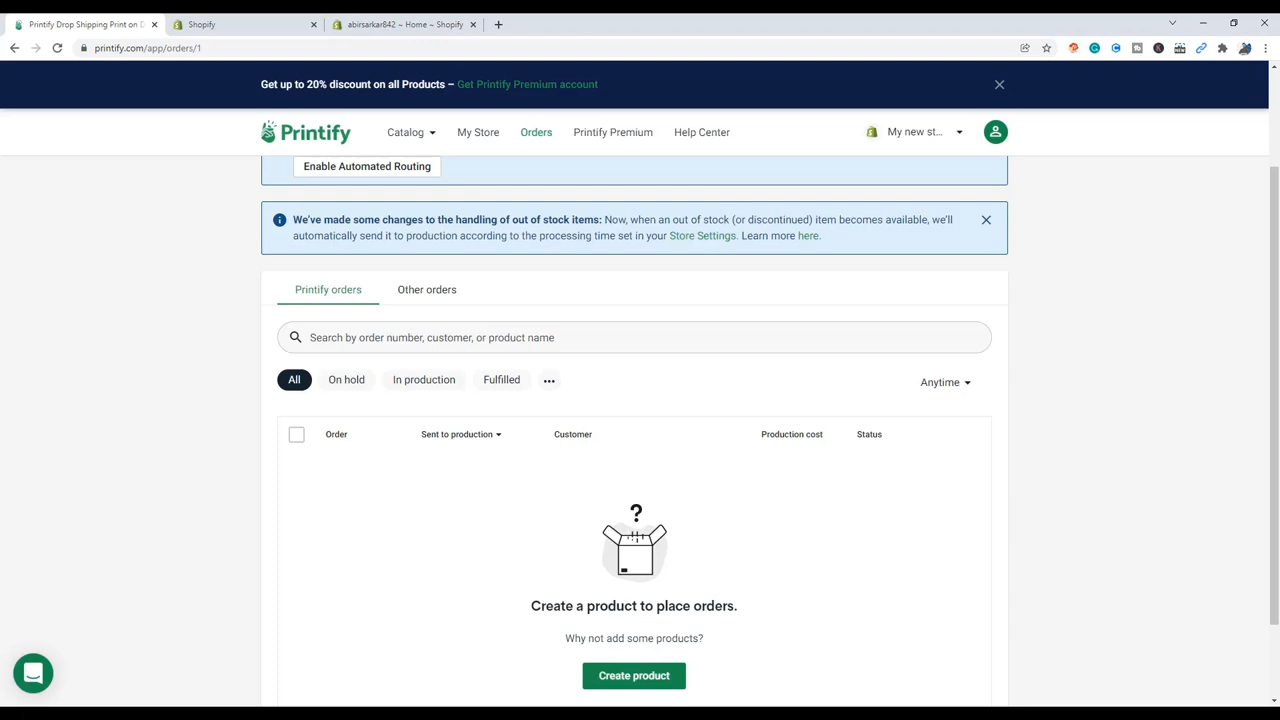 Printify Drop Shipping Print on D
Shopify
abirsarkar842 ~ Home ~ Shopify
printify.com/app/orders/1
Get up to 20% discount on all Products – Get Printify Premium account
Printify
Catalog
My Store
Orders
Printify Premium
Help Center
My new st...
Enable Automated Routing
We've made some changes to the handling of out of stock items: Now, when an out of stock (or discontinued) item becomes available, we'll
automatically send it to production according to the processing time set in your Store Settings. Learn more here.
Printify orders
Other orders
Search by order number, customer, or product name
All
On hold
In production
Fulfilled
Anytime
Order
Sent to production
Customer
Production cost
Status
?
Create a product to place orders.
Why not add some products?
Create product